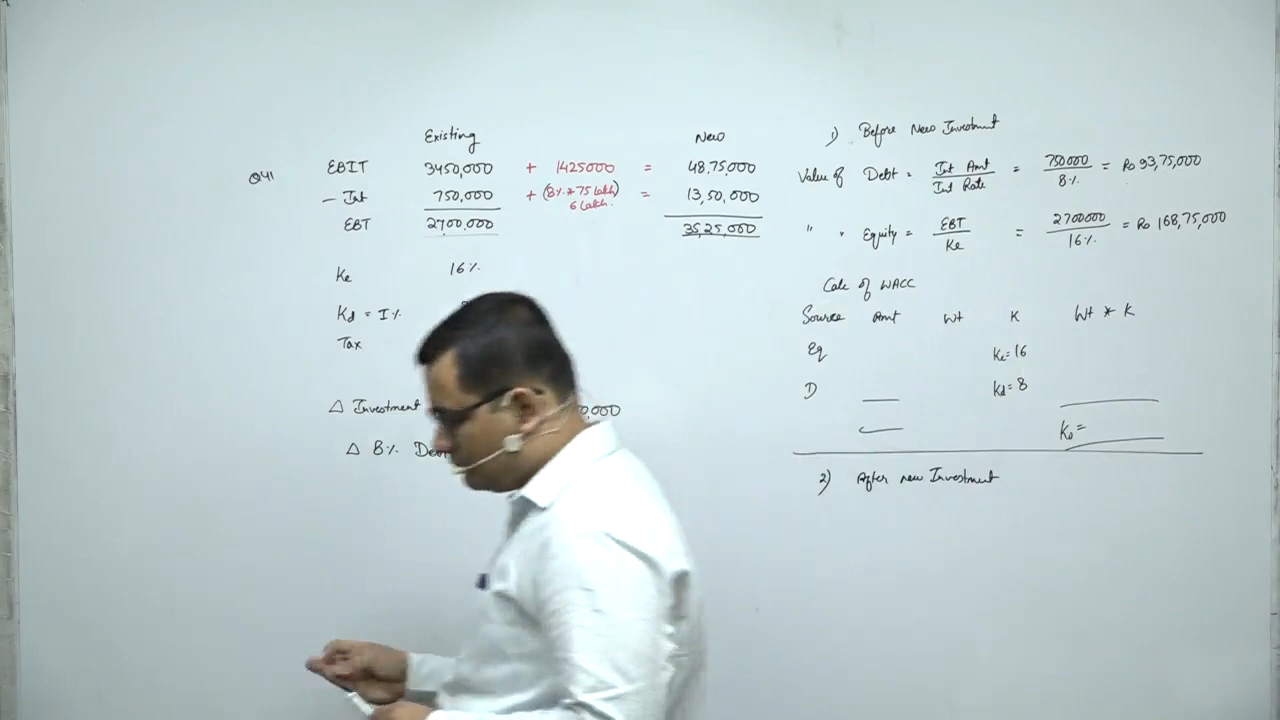 Existing New
Q41 EBIT 3450,000 + 1425000 = 48,75,000
- Int 750,000 + (8% * 75 Lakh) = 13,50,000
6 Lakh.
EBT 2700,000 35,25,000
Ke 16%
Kd = I%
Tax
△ Investment 0,000
△ 8%
1) Before New Investment
Value of Debt = Int Amt / Int Rate = 750000 / 8% = Rs 93,75,000
" " Equity = EBT / Ke = 2700000 / 16% = Rs 168,75,000
Calc of WACC
Source Amt Wt K Wt * K
Eq Ke = 16
D Kd = 8
Ko =
2) After new Investment